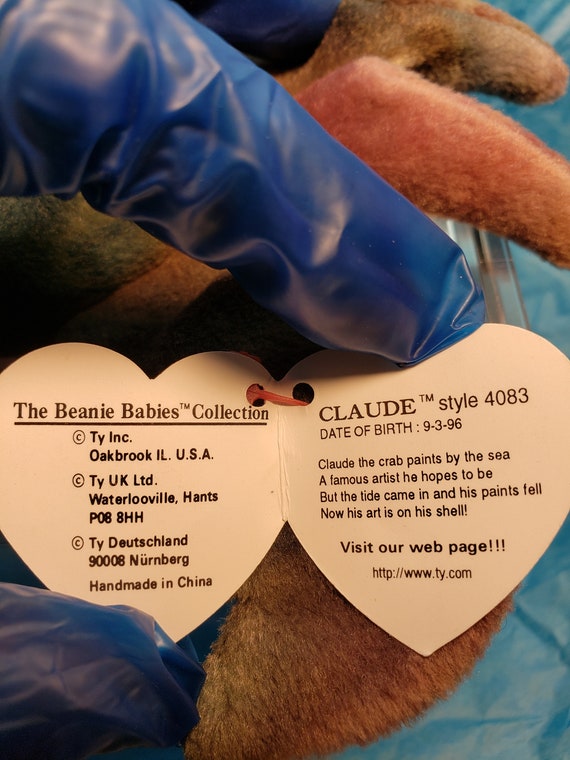 The Beanie Babies™ Collection
© Ty Inc.
Oakbrook IL. U.S.A.
© Ty UK Ltd.
Waterlooville, Hants
P08 8HH
© Ty Deutschland
90008 Nürnberg
Handmade in China
CLAUDE™ style 4083
DATE OF BIRTH : 9-3-96
Claude the crab paints by the sea
A famous artist he hopes to be
But the tide came in and his paints fell
Now his art is on his shell!
Visit our web page!!!
http://www.ty.com